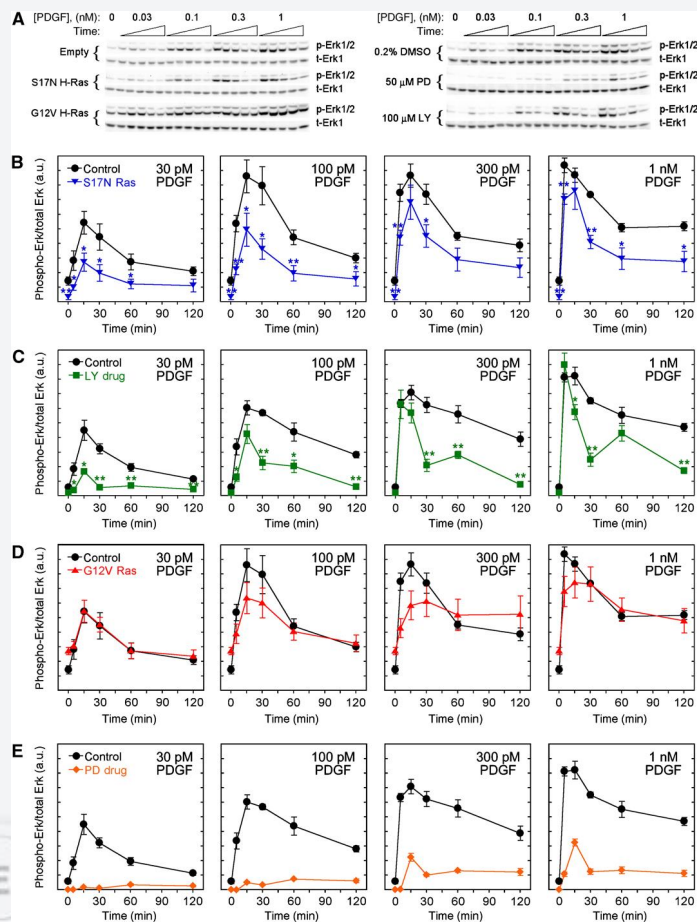 A
[PDGF], (nM): 0 0.03 0.1 0.3 1
Time:
Empty { p-Erk1/2
t-Erk1
S17N H-Ras { p-Erk1/2
t-Erk1
G12V H-Ras { p-Erk1/2
t-Erk1
[PDGF], (nM): 0 0.03 0.1 0.3 1
Time:
0.2% DMSO { p-Erk1/2
t-Erk1
50 μM PD { p-Erk1/2
t-Erk1
100 μM LY { p-Erk1/2
t-Erk1
B
Phospho-Erk/total Erk (a.u.)
Control 30 pM
S17N Ras PDGF
** * * * *
0 30 60 90 120
Time (min)
100 pM
PDGF
** ** * * ** *
0 30 60 90 120
Time (min)
300 pM
PDGF
** ** * *
0 30 60 90 120
Time (min)
1 nM
PDGF
** ** ** * *
0 30 60 90 120
Time (min)
C
Phospho-Erk/total Erk (a.u.)
Control 30 pM
LY drug PDGF
* * ** ** **
0 30 60 90 120
Time (min)
100 pM
PDGF
* ** * **
0 30 60 90 120
Time (min)
300 pM
PDGF
** ** **
0 30 60 90 120
Time (min)
1 nM
PDGF
* ** **
0 30 60 90 120
Time (min)
D
Phospho-Erk/total Erk (a.u.)
Control 30 pM
G12V Ras PDGF
0 30 60 90 120
Time (min)
100 pM
PDGF
0 30 60 90 120
Time (min)
300 pM
PDGF
0 30 60 90 120
Time (min)
1 nM
PDGF
0 30 60 90 120
Time (min)
E
Phospho-Erk/total Erk (a.u.)
Control 30 pM
PD drug PDGF
0 30 60 90 120
Time (min)
100 pM
PDGF
0 30 60 90 120
Time (min)
300 pM
PDGF
0 30 60 90 120
Time (min)
1 nM
PDGF
0 30 60 90 120
Time (min)